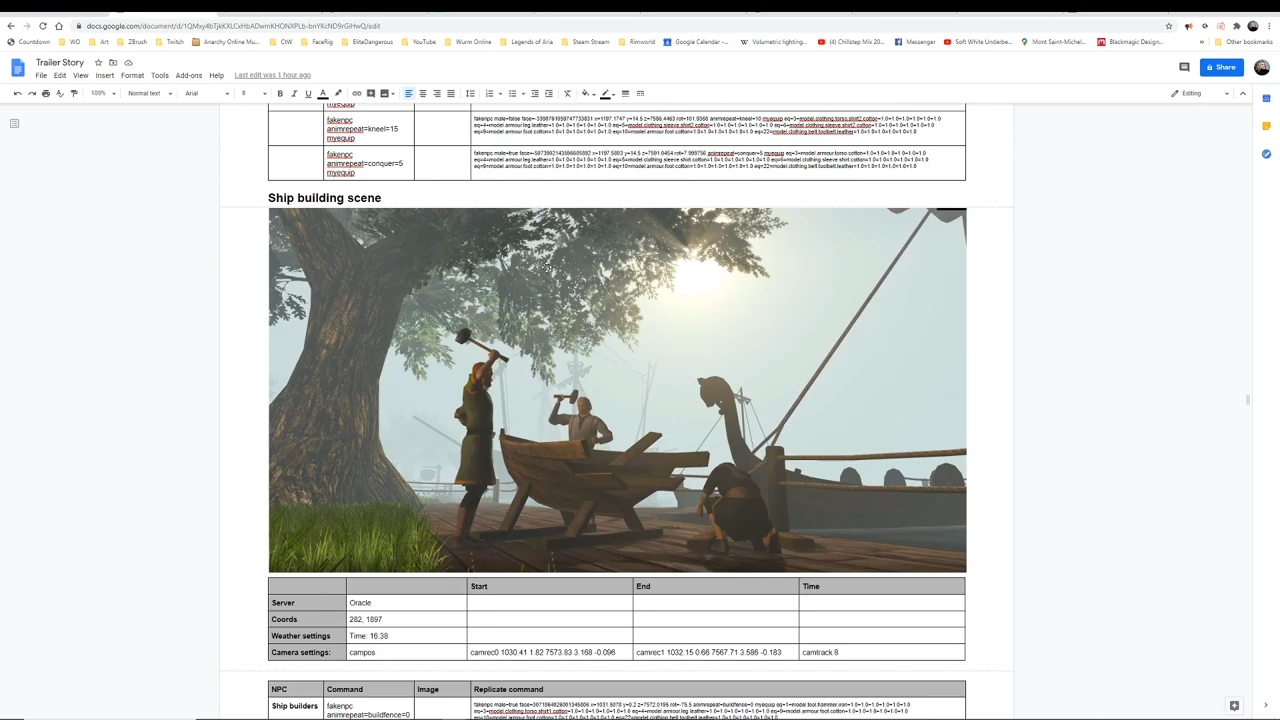 docs.google.com/document/d/1QMxy4bTjkKXLCxHbADwmKHONXPLb-bnYKcND9rGiHwQ/edit
Countdown WO Art ZBrush Twitch Anarchy Online Mu... CtW FaceRig EliteDangerous YouTube Wurm Online Legends of Aria Steam Stream Rimworld Google Calendar -... Volumetric lighting... (4) Chillstep Mix 20... Messenger Soft White Underbe... Mont Saint-Michel... Blackmagic Design... » Other bookmarks
Trailer Story
Share
File Edit View Insert Format Tools Add-ons Help Last edit was 1 hour ago
100% Normal text Arial 8 B I U A Editing
myequip
fakenpc
animrepeat=kneel=15
myequip
fakenpc
animrepeat=conquer=5
myequip
Ship building scene
Start End Time
Server Oracle
Coords 282, 1897
Weather settings Time: 16:38
Camera settings: campos camrec0 1030.41 1.82 7573.83 3.168 -0.096 camrec1 1032.15 0.66 7567.71 3.586 -0.183 camtrack 8
NPC Command Image Replicate command
Ship builders fakenpc
animrepeat=buildfence=0